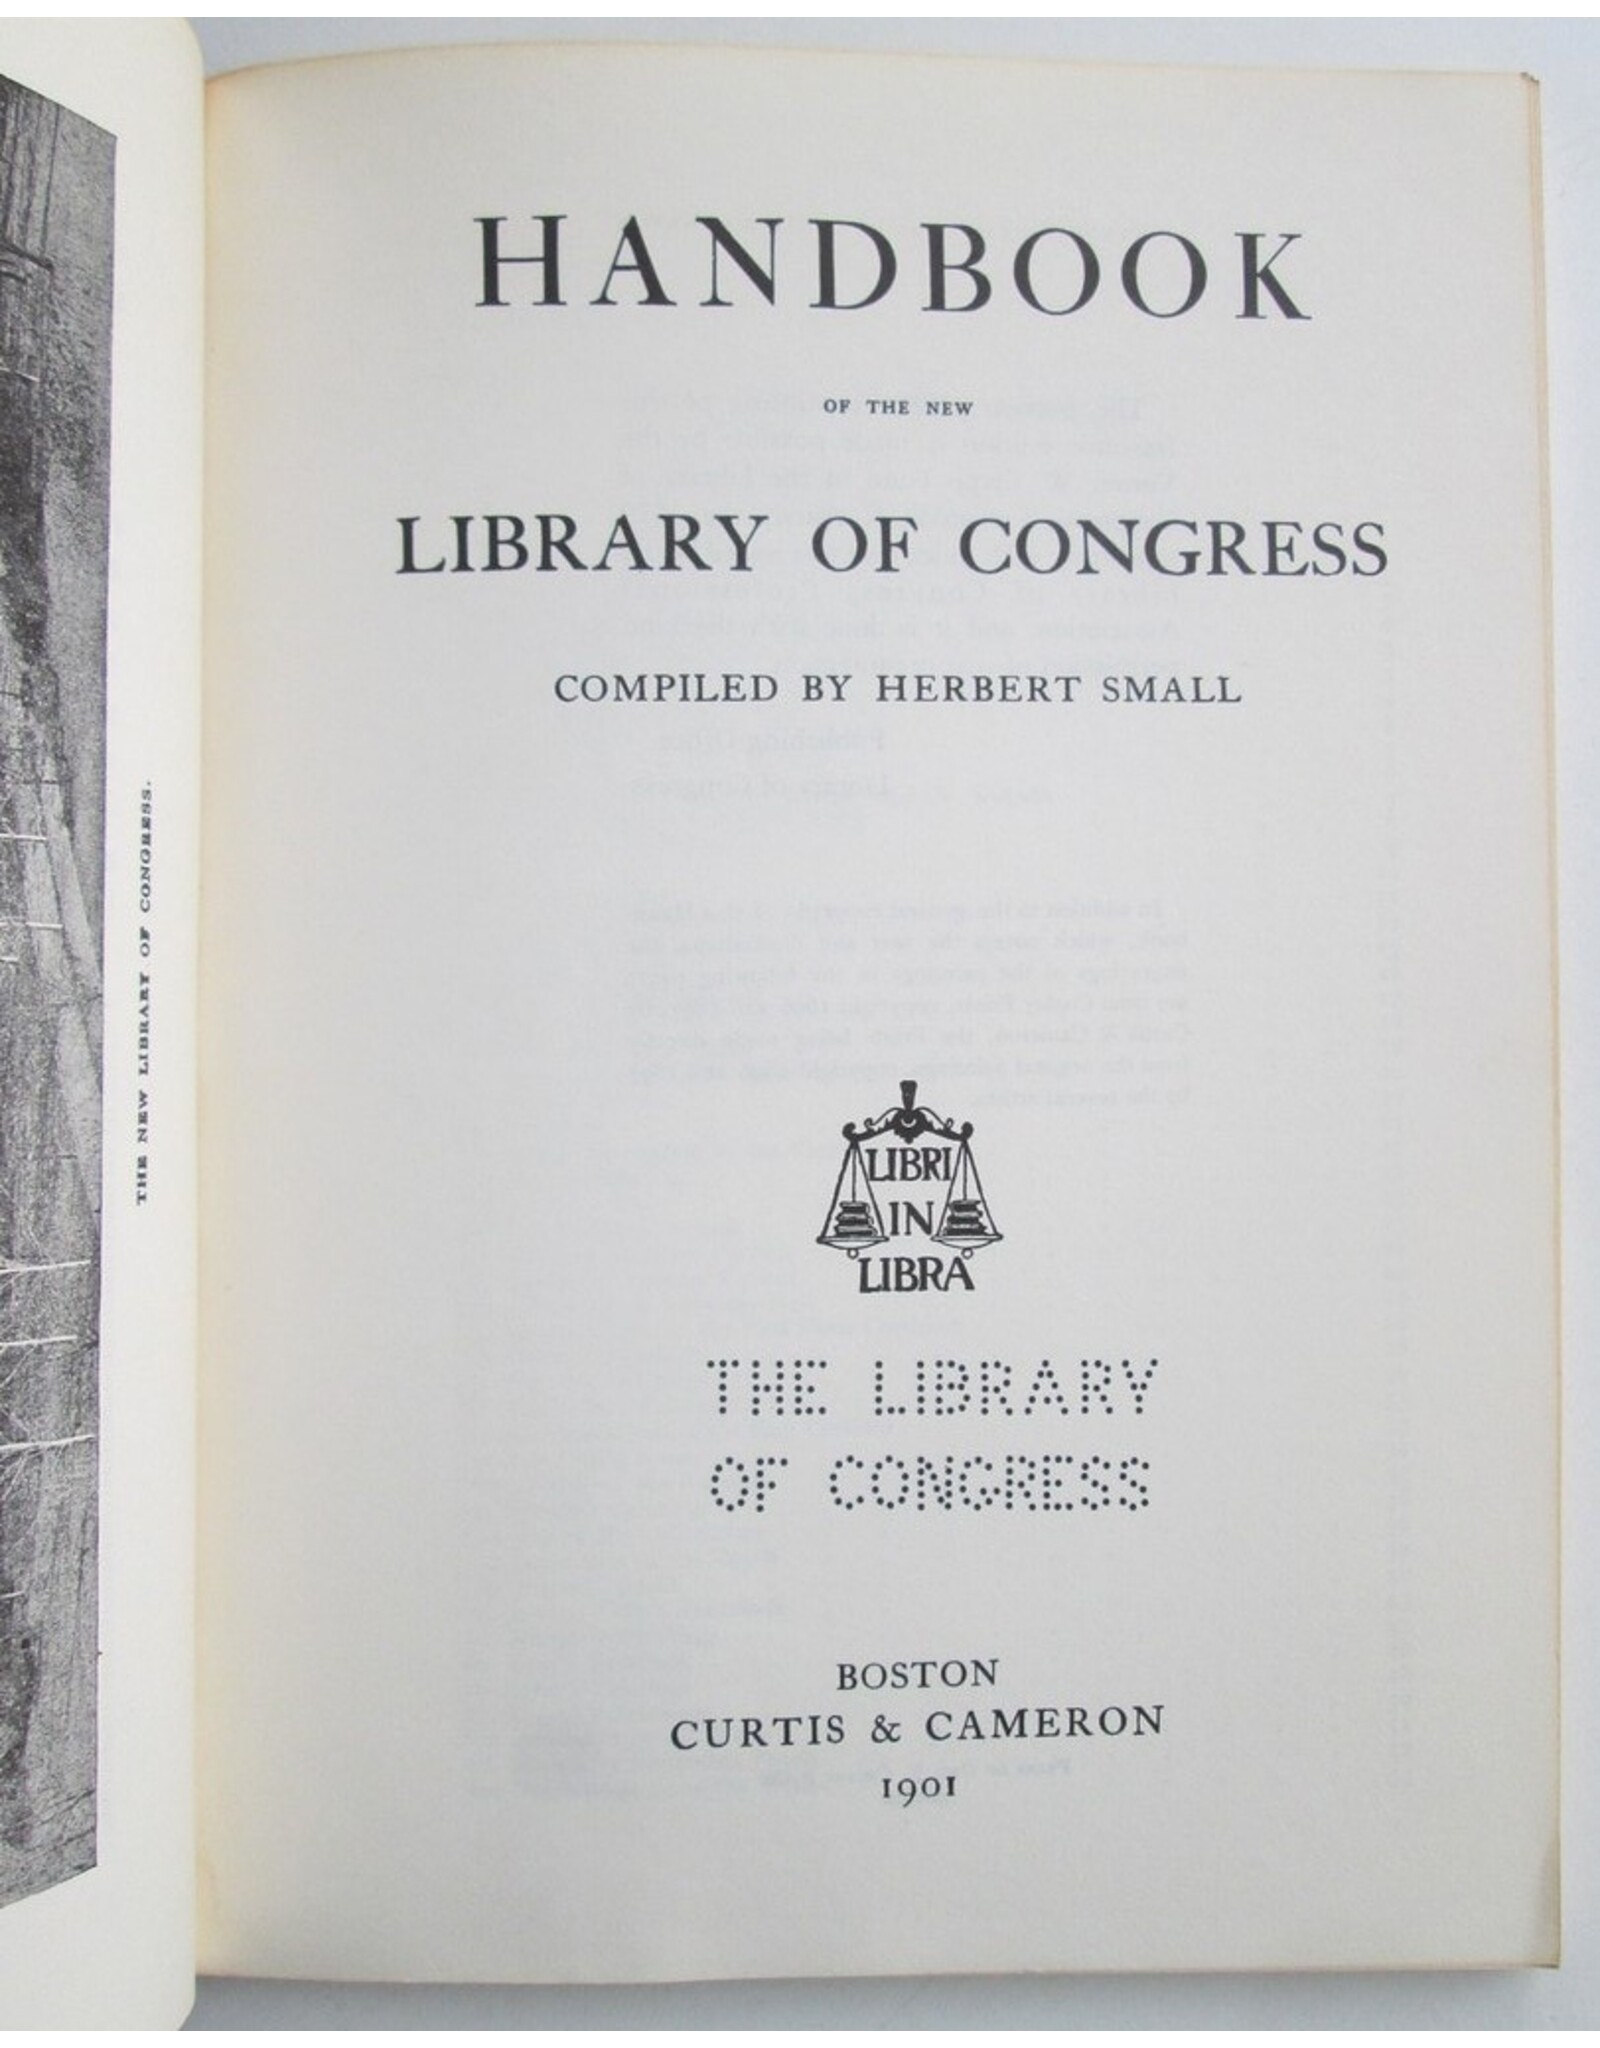 THE NEW LIBRARY OF CONGRESS.
HANDBOOK
OF THE NEW
LIBRARY OF CONGRESS
COMPILED BY HERBERT SMALL
LIBRI
IN
LIBRA
THE LIBRARY
OF CONGRESS
BOSTON
CURTIS & CAMERON
1901